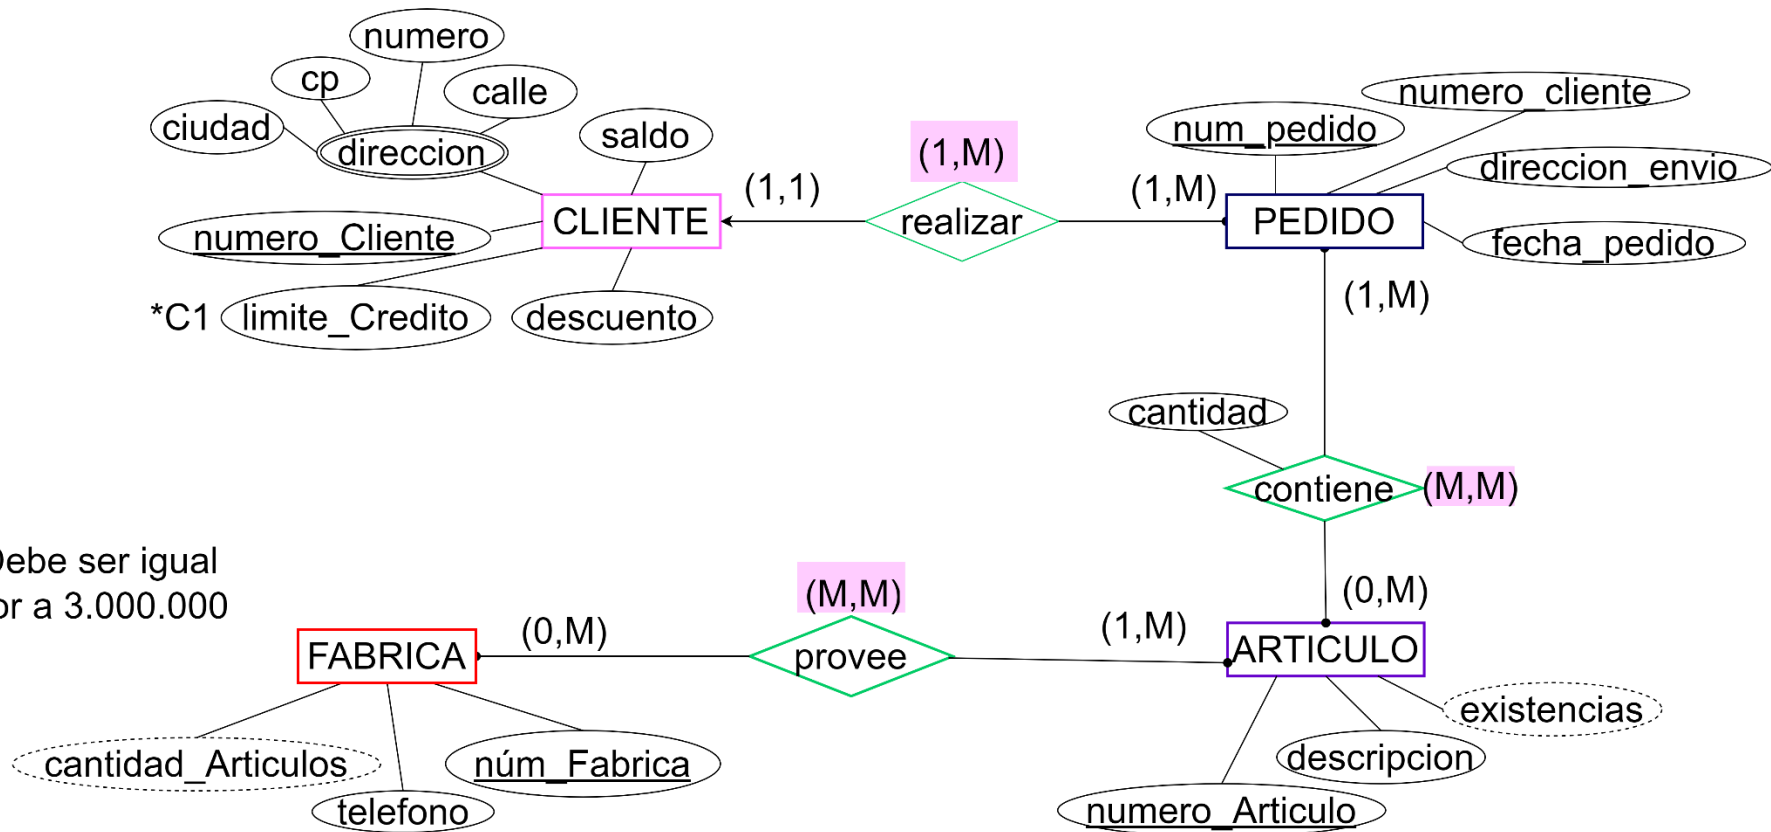 numero
cp
calle
ciudad
direccion
saldo
numero_cliente
num_pedido
(1,M)
direccion_envio
(1,1)
(1,M)
CLIENTE
realizar
PEDIDO
numero_Cliente
fecha_pedido
*C1
limite_Credito
descuento
(1,M)
cantidad
contiene
(M,M)
Debe ser igual
or a 3.000.000
(M,M)
(0,M)
(0,M)
(1,M)
FABRICA
provee
ARTICULO
existencias
cantidad_Articulos
núm_Fabrica
descripcion
telefono
numero_Articulo